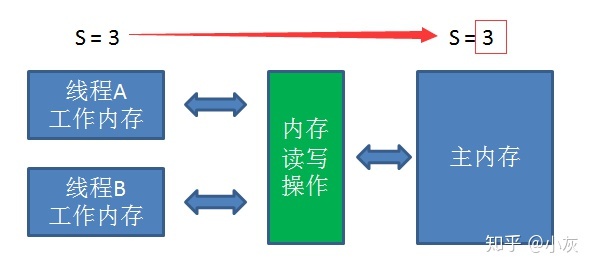 S = 3
S = 3
线程A
工作内存
线程B
工作内存
内存
读写
操作
主内存
知乎 @小灰